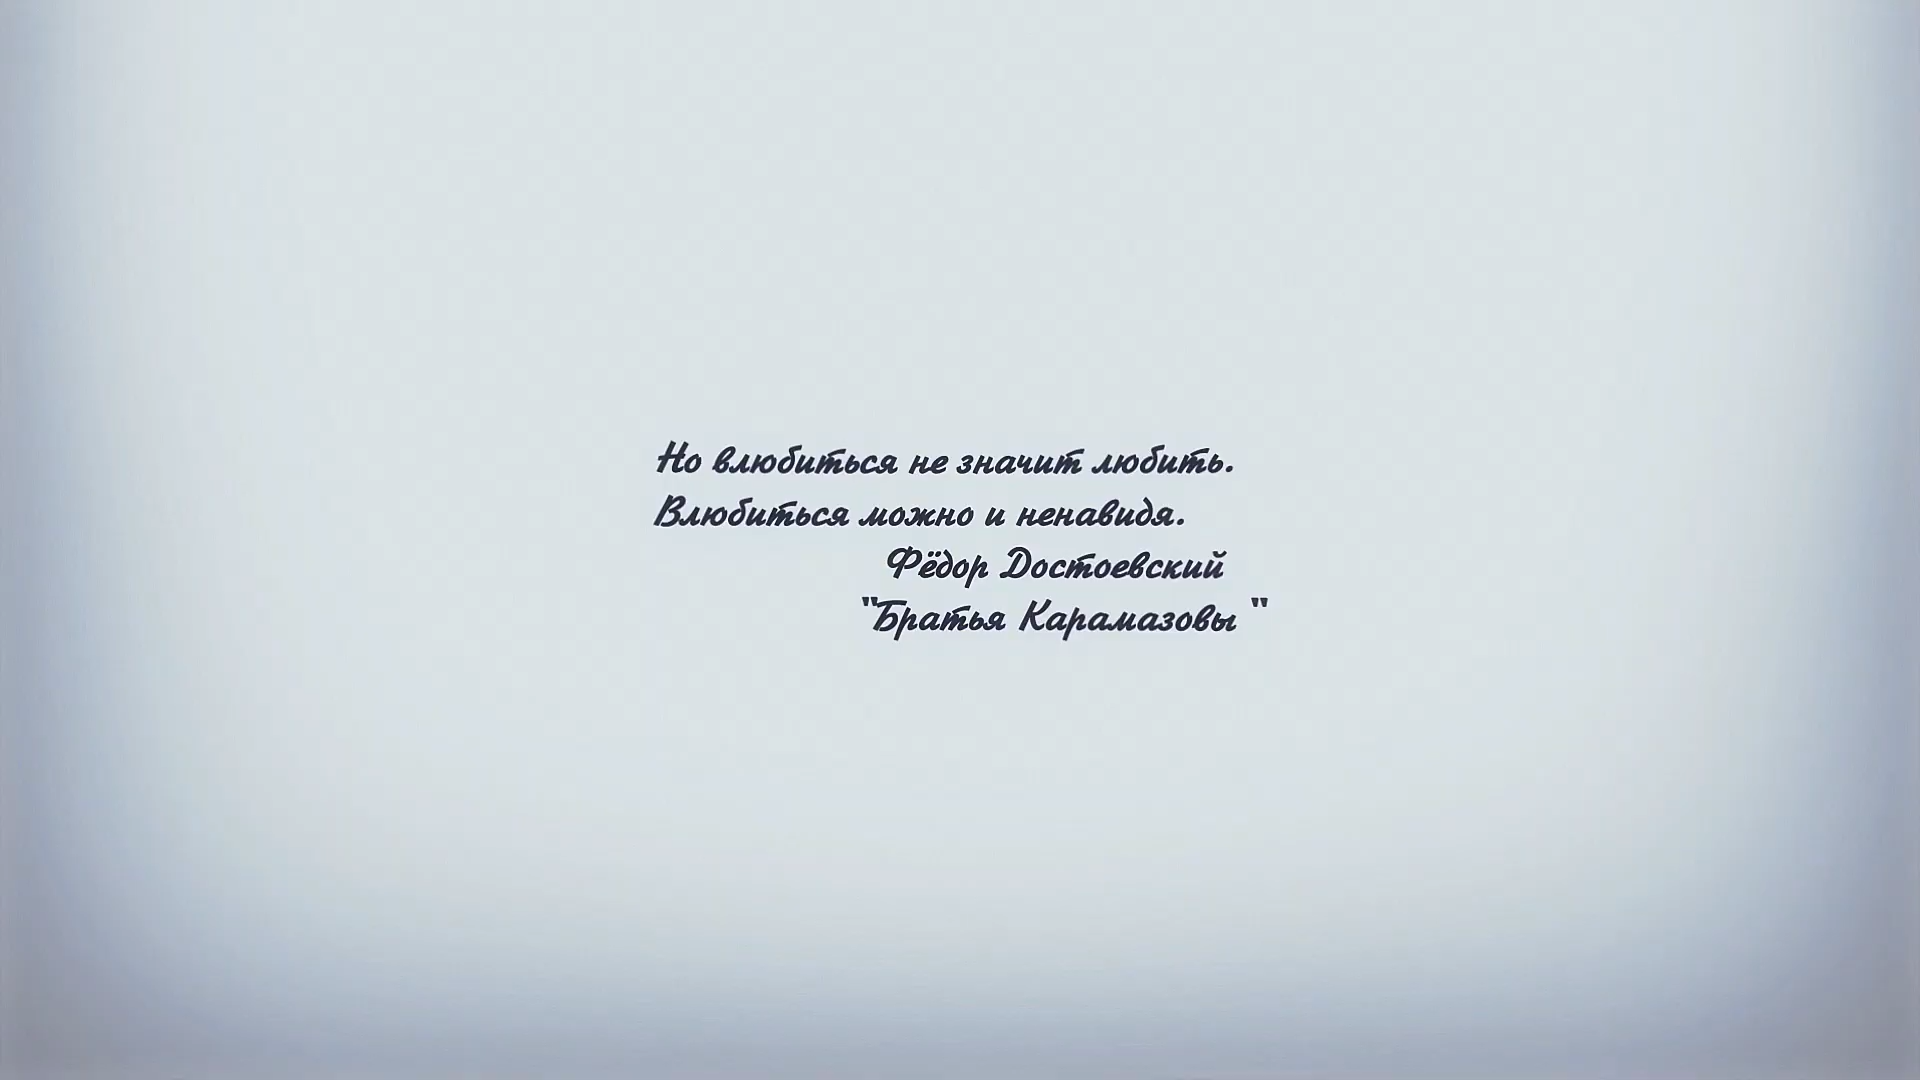 Но влюбиться не значит любить.
Влюбиться можно и ненавидя.
Фёдор Достоевский
"Братья Карамазовы "